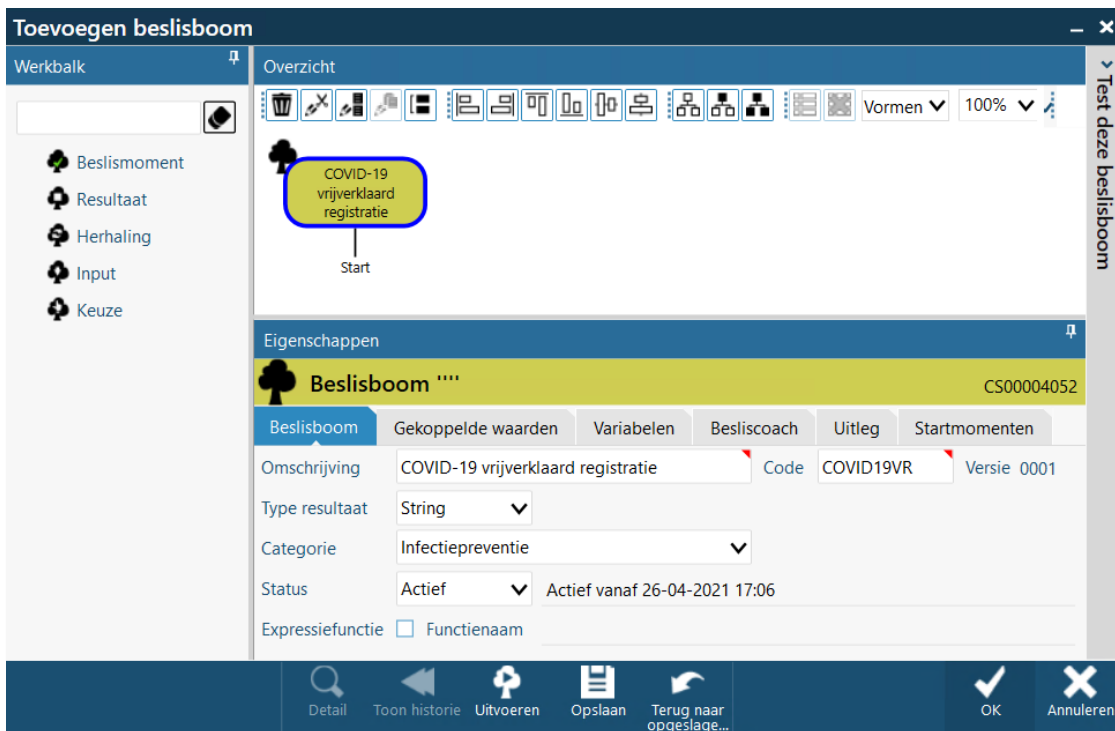 Toevoegen beslisboom
Werkbalk
Beslismoment
Resultaat
Herhaling
Input
Keuze
Overzicht
Vormen
100%
COVID-19
vrijverklaard
registratie
Start
Test deze beslisboom
Eigenschappen
Beslisboom '''' CS00004052
Beslisboom Gekoppelde waarden Variabelen Besliscoach Uitleg Startmomenten
Omschrijving COVID-19 vrijverklaard registratie Code COVID19VR Versie 0001
Type resultaat String
Categorie Infectiepreventie
Status Actief Actief vanaf 26-04-2021 17:06
Expressiefunctie Functienaam
Detail Toon historie Uitvoeren Opslaan Terug naar opgeslage... OK Annuleren